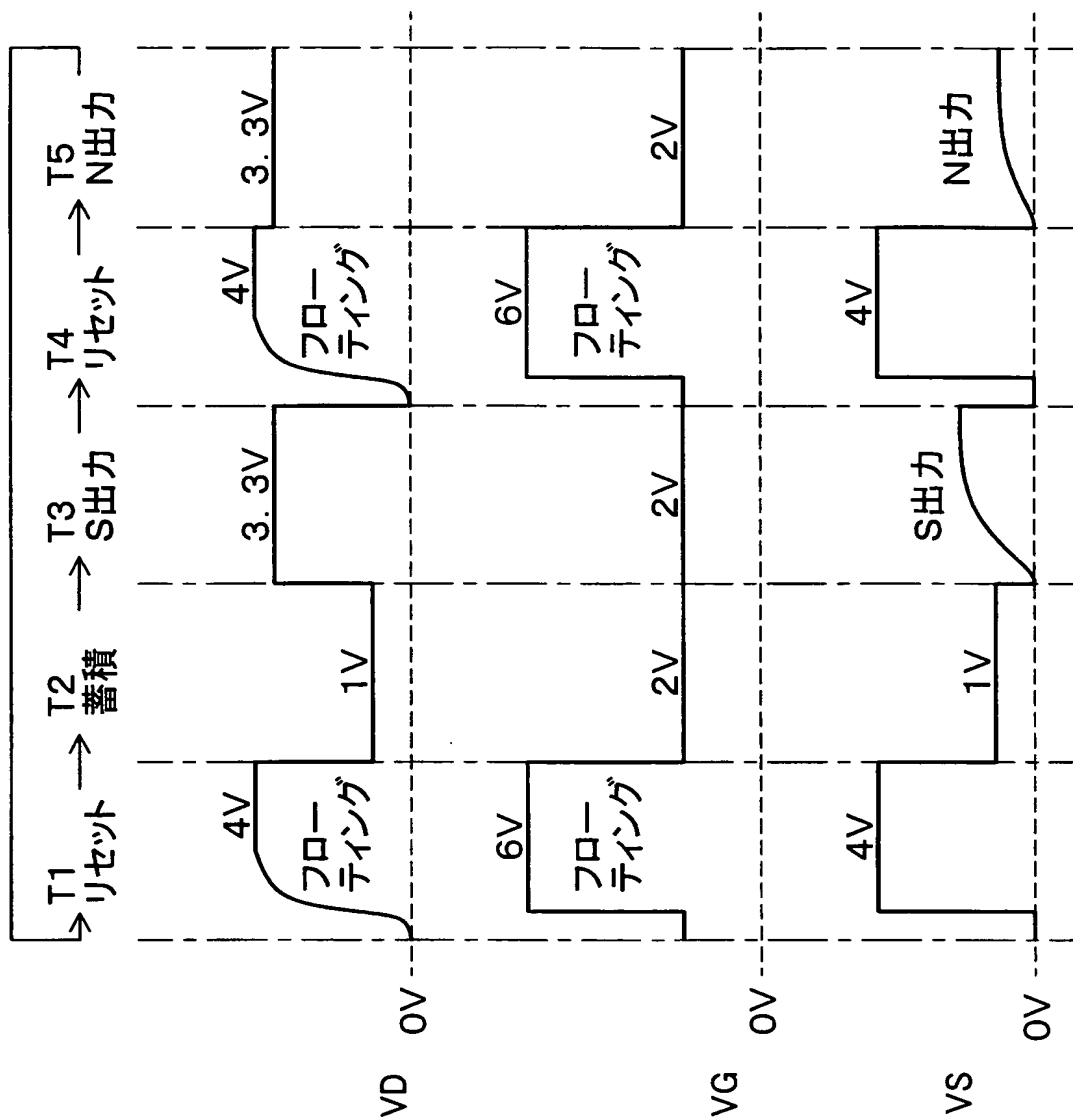 T1 → T2 → T3 → T4 → T5
リセット 蓄積 S出力 リセット N出力
VD
4V
フロー
ティング
1V
3. 3V
4V
フロー
ティング
3. 3V
0V
VG
6V
フロー
ティング
2V
2V
6V
フロー
ティング
2V
0V
VS
4V
1V
S出力
4V
N出力
0V